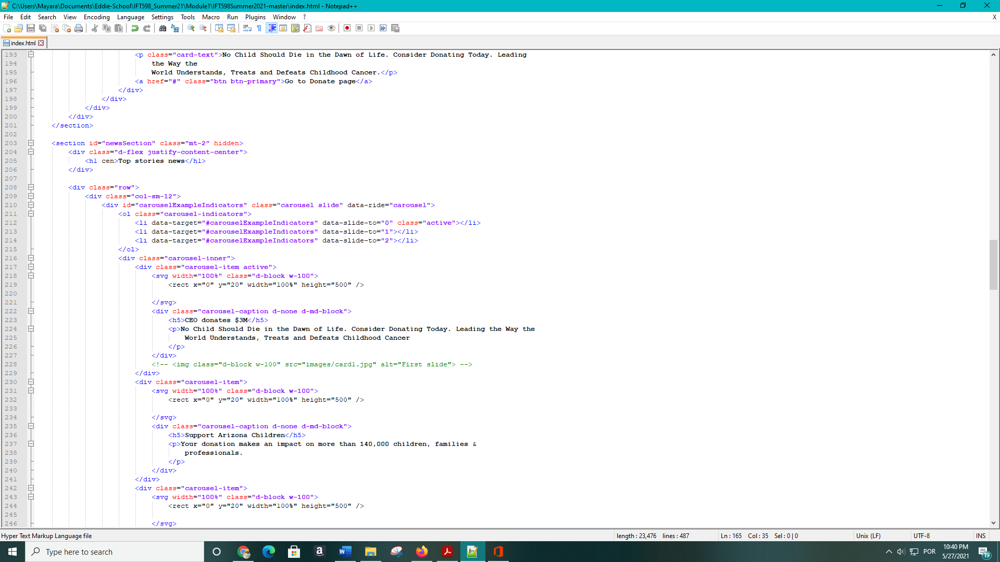 C:\Users\Mayara\Documents\Eddie-School\IFT598_Summer21\Module1\IFT598Summer2021-master\index.html - Notepad++
File Edit Search View Encoding Language Settings Tools Macro Run Plugins Window ? X
index.html
193 <p class="card-text">No Child Should Die in the Dawn of Life. Consider Donating Today. Leading
194 the Way the
195 World Understands, Treats and Defeats Childhood Cancer.</p>
196 <a href="#" class="btn btn-primary">Go to Donate page</a>
197 </div>
198 </div>
199 </div>
200 </div>
201 </section>
202
203 <section id="newsSection" class="mt-2" hidden>
204 <div class="d-flex justify-content-center">
205 <h1 cen>Top stories news</h1>
206 </div>
207
208 <div class="row">
209 <div class="col-sm-12">
210 <div id="carouselExampleIndicators" class="carousel slide" data-ride="carousel">
211 <ol class="carousel-indicators">
212 <li data-target="#carouselExampleIndicators" data-slide-to="0" class="active"></li>
213 <li data-target="#carouselExampleIndicators" data-slide-to="1"></li>
214 <li data-target="#carouselExampleIndicators" data-slide-to="2"></li>
215 </ol>
216 <div class="carousel-inner">
217 <div class="carousel-item active">
218 <svg width="100%" class="d-block w-100">
219 <rect x="0" y="20" width="100%" height="500" />
220
221 </svg>
222 <div class="carousel-caption d-none d-md-block">
223 <h5>CEO donates $3M</h5>
224 <p>No Child Should Die in the Dawn of Life. Consider Donating Today. Leading the Way the
225 World Understands, Treats and Defeats Childhood Cancer
226 </p>
227 </div>
228 <!-- <img class="d-block w-100" src="images/card1.jpg" alt="First slide"> -->
229 </div>
230 <div class="carousel-item">
231 <svg width="100%" class="d-block w-100">
232 <rect x="0" y="20" width="100%" height="500" />
233
234 </svg>
235 <div class="carousel-caption d-none d-md-block">
236 <h5>Support Arizona Children</h5>
237 <p>Your donation makes an impact on more than 140,000 children, families &
238 professionals.
239 </p>
240 </div>
241 </div>
242 <div class="carousel-item">
243 <svg width="100%" class="d-block w-100">
244 <rect x="0" y="20" width="100%" height="500" />
245
246 </svg>
Hyper Text Markup Language file length : 23,476 lines : 487 Ln : 165 Col : 35 Sel : 0 | 0 Unix (LF) UTF-8 INS
Type here to search POR 10:40 PM
5/27/2021 19